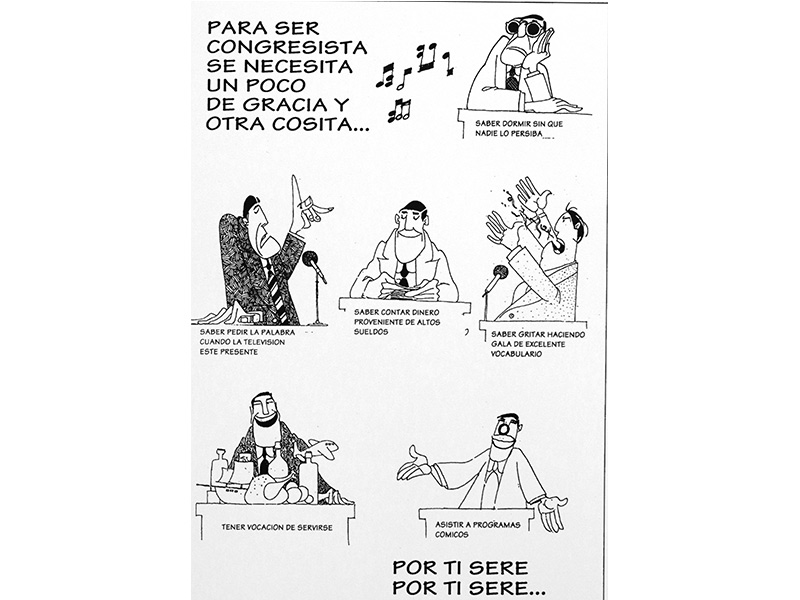 PARA SER
CONGRESISTA
SE NECESITA
UN POCO
DE GRACIA Y
OTRA COSITA...
SABER DORMIR SIN QUE
NADIE LO PERSIBA....
SABER PEDIR LA PALABRA
CUANDO LA TELEVISION
ESTE PRESENTE
SABER CONTAR DINERO
PROVENIENTE DE ALTOS
SUELDOS
SABER GRITAR HACIENDO
GALA DE EXCELENTE
VOCABULARIO
TENER VOCACION DE SERVIRSE
ASISTIR A PROGRAMAS
COMICOS
POR TI SERE
POR TI SERE...